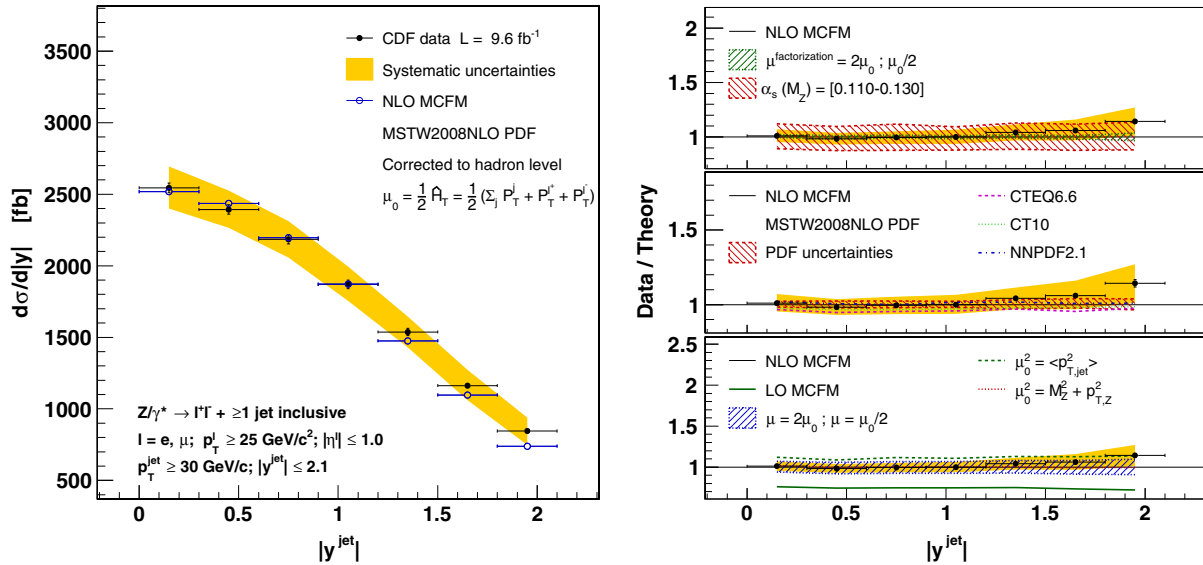 3500
3000
2500
2000
1500
1000
500
0
0.5
1
1.5
2
dσ/d|y| [fb]
|y^jet|
CDF data L = 9.6 fb⁻¹
Systematic uncertainties
NLO MCFM
MSTW2008NLO PDF
Corrected to hadron level
μ₀ = 1/2 Ĥ_T = 1/2 (Σ_j P_T^j + P_T^l⁺ + P_T^l⁻)
Z/γ* → l⁺l⁻ + ≥1 jet inclusive
l = e, μ; p_T^l ≥ 25 GeV/c²; |η^l| ≤ 1.0
p_T^jet ≥ 30 GeV/c; |y^jet| ≤ 2.1
Data / Theory
2
1.5
1
NLO MCFM
μ^factorization = 2μ₀ ; μ₀/2
α_s (M_Z) = [0.110-0.130]
1.5
1
NLO MCFM
MSTW2008NLO PDF
PDF uncertainties
CTEQ6.6
CT10
NNPDF2.1
2.5
2
1.5
1
NLO MCFM
LO MCFM
μ = 2μ₀ ; μ = μ₀/2
μ₀² = <p²_T,jet>
μ₀² = M²_Z + p²_T,Z
0
0.5
1
1.5
2
|y^jet|